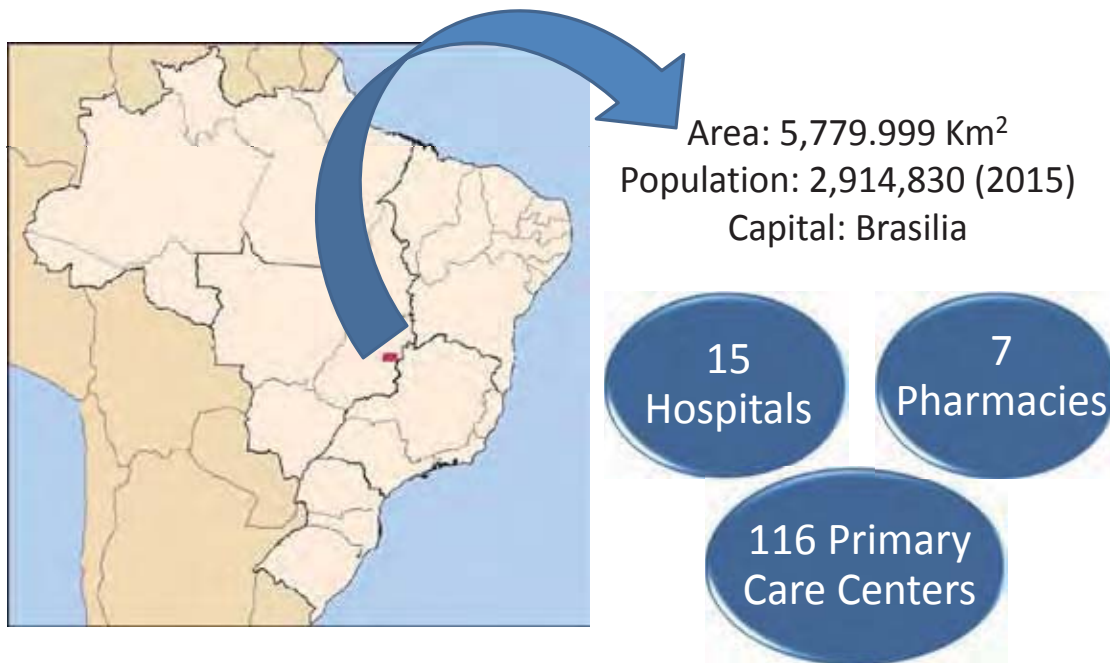 Area: 5,779.999 Km²
Population: 2,914,830 (2015)
Capital: Brasilia
15
Hospitals
7
Pharmacies
116 Primary
Care Centers